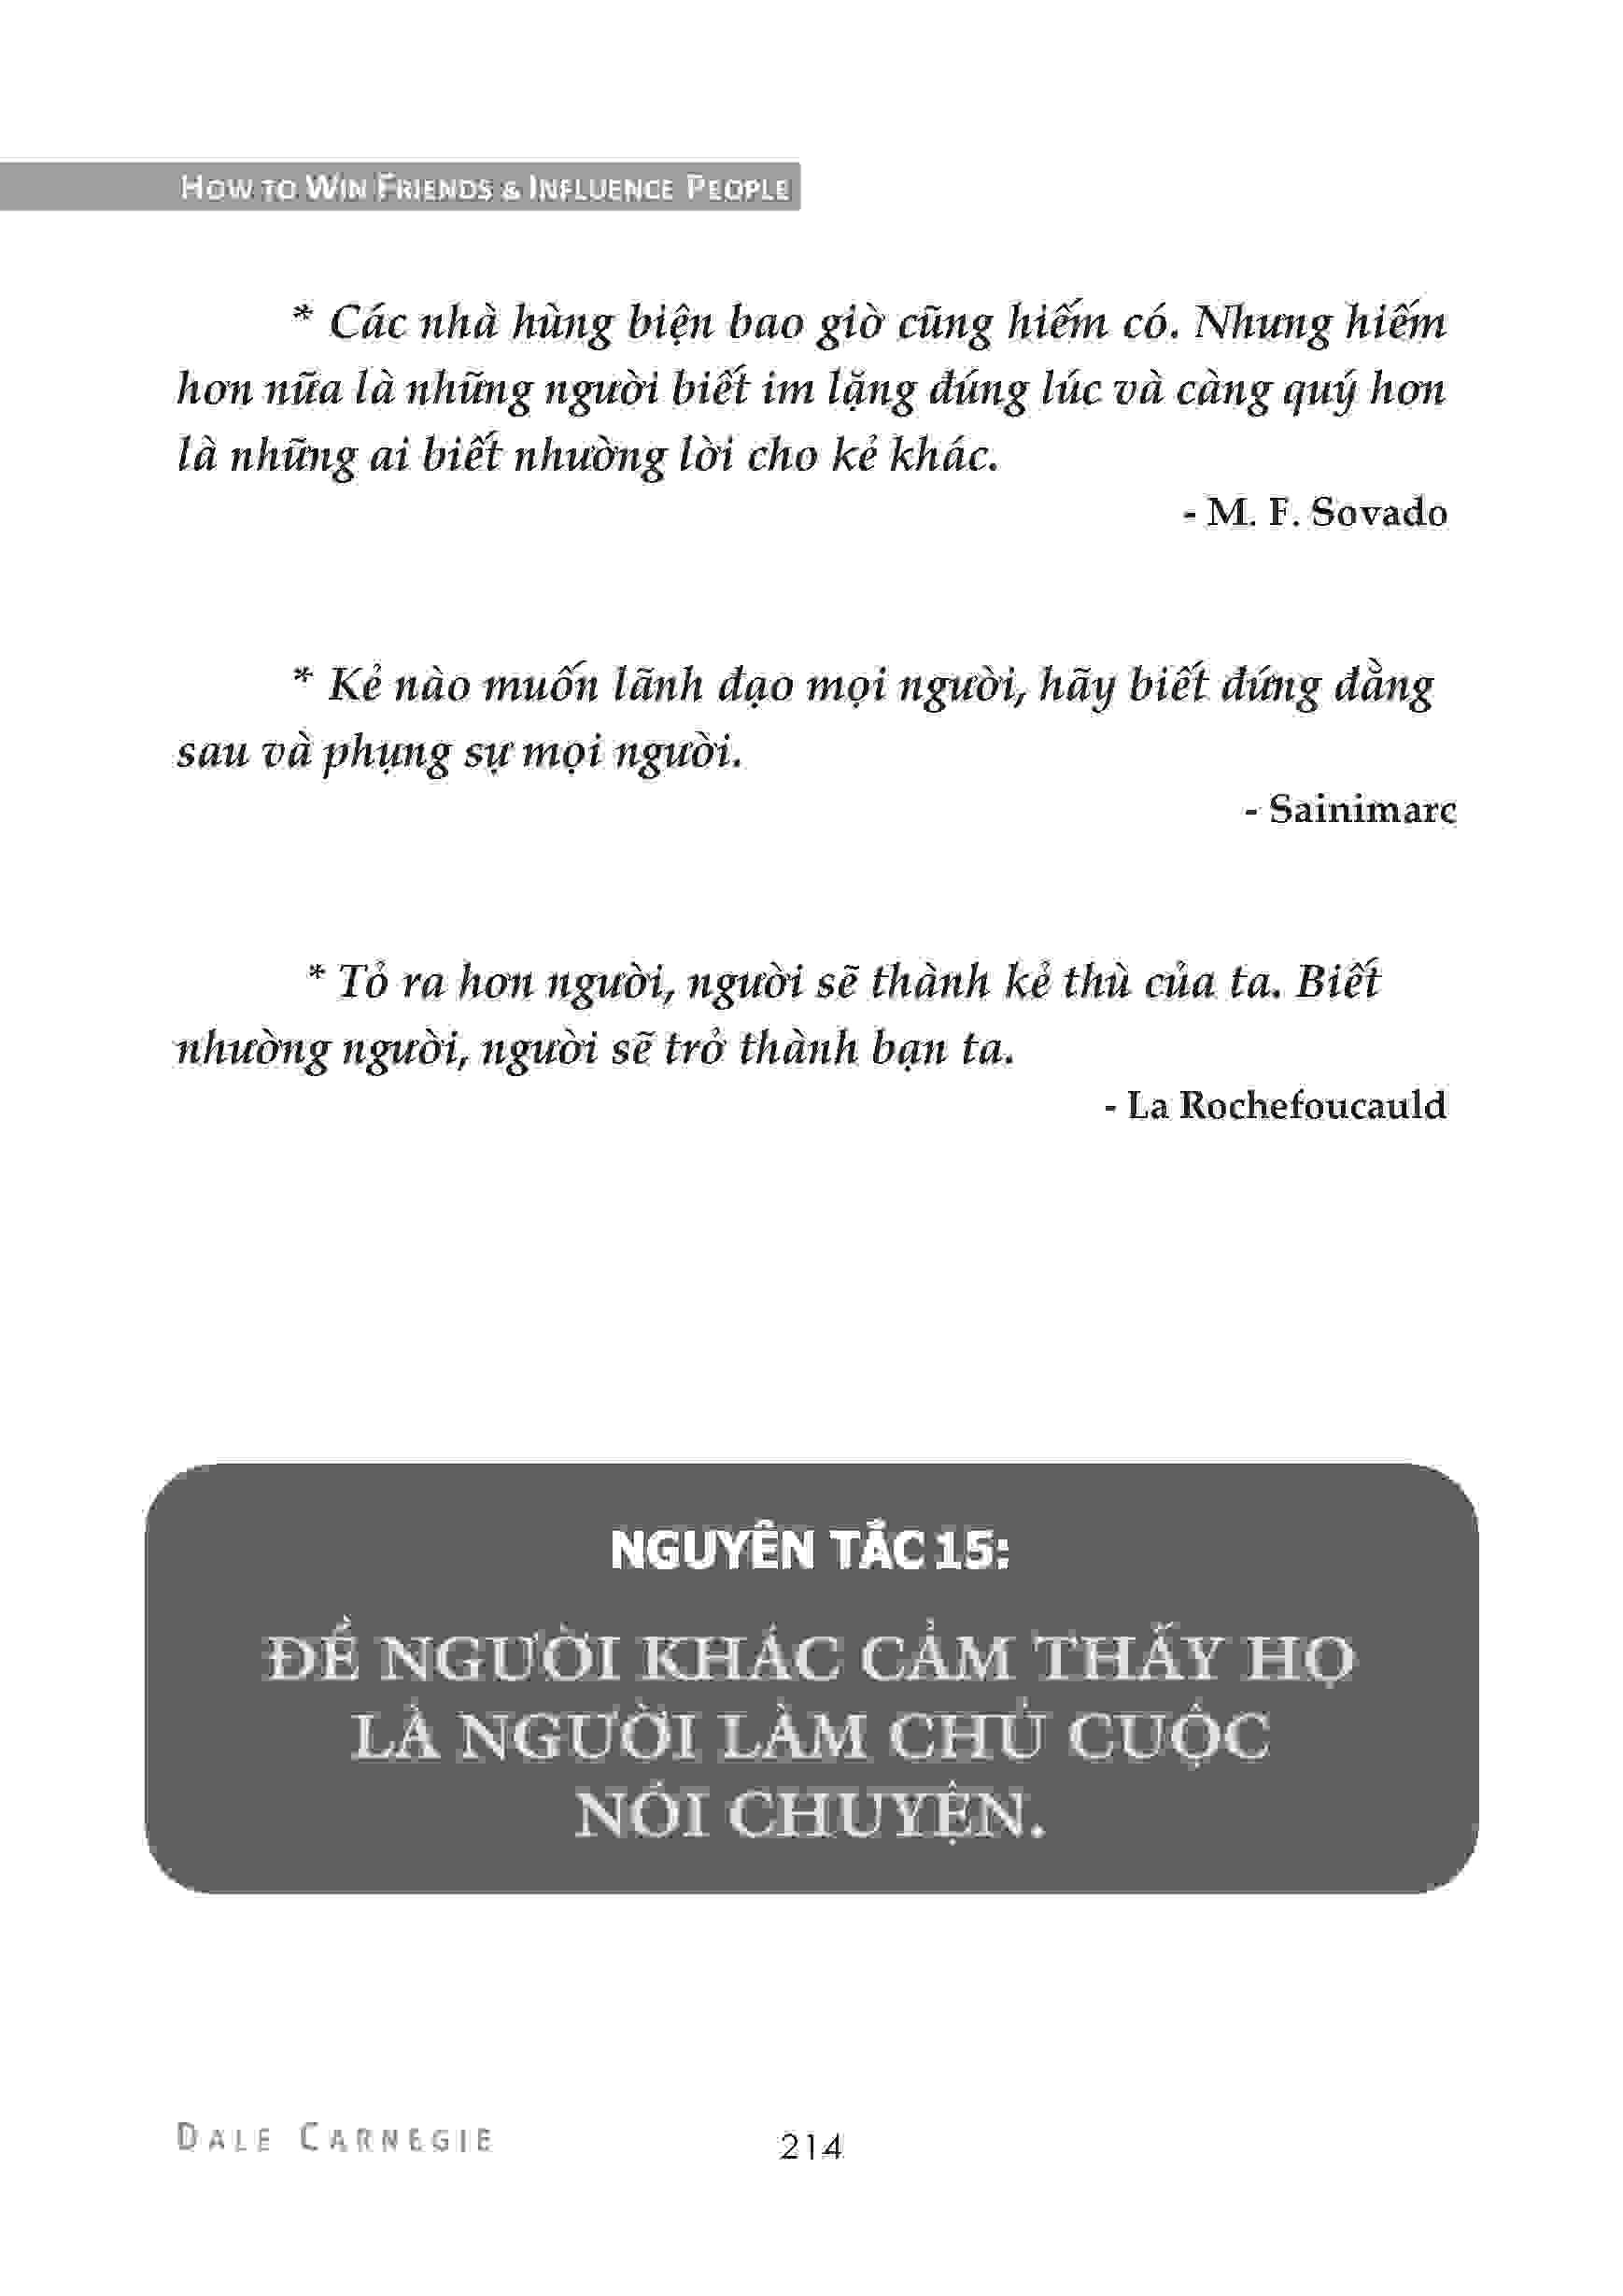 HOW TO WIN FRIENDS & INFLUENCE PEOPLE
* Các nhà hùng biện bao giờ cũng hiếm có. Nhưng hiếm
hơn nữa là những người biết im lặng đúng lúc và càng quý hơn
là những ai biết nhường lời cho kẻ khác.
- M. F. Sovado
* Kẻ nào muốn lãnh đạo mọi người, hãy biết đứng đằng
sau và phụng sự mọi người.
- Sainimarc
* Tỏ ra hơn người, người sẽ thành kẻ thù của ta. Biết
nhường người, người sẽ trở thành bạn ta.
- La Rochefoucauld
NGUYÊN TẮC 15:
ĐỂ NGƯỜI KHÁC CẢM THẤY HỌ
LÀ NGƯỜI LÀM CHỦ CUỘC
NÓI CHUYỆN.
DALE CARNEGIE
214